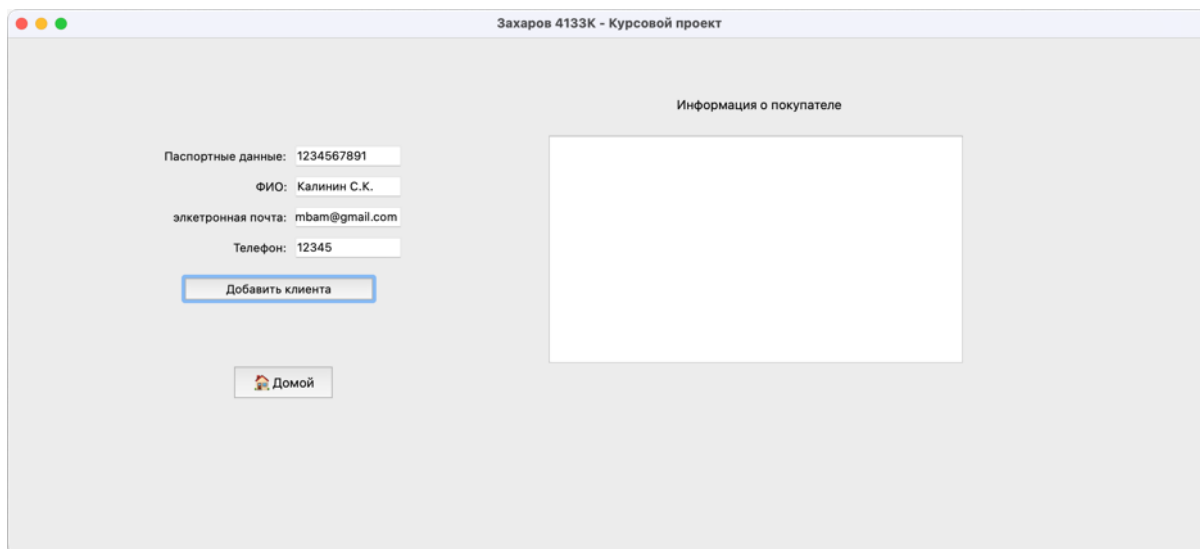 Захаров 4133К - Курсовой проект
Информация о покупателе
Паспортные данные: 1234567891
ФИО: Калинин С.К.
элкетронная почта: mbam@gmail.com
Телефон: 12345
Добавить клиента
Домой